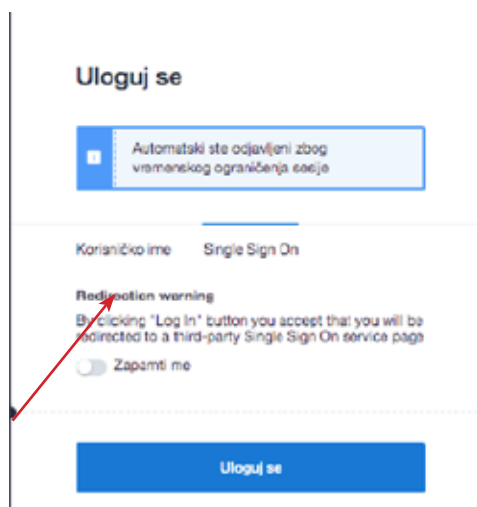 Uloguj se
Automatski ste odjavljeni zbog
vremenskog ograničenja sesije
Korisničko ime Single Sign On
Redirection warning
By clicking "Log In" button you accept that you will be
redirected to a third-party Single Sign On service page
Zapamti me
Uloguj se